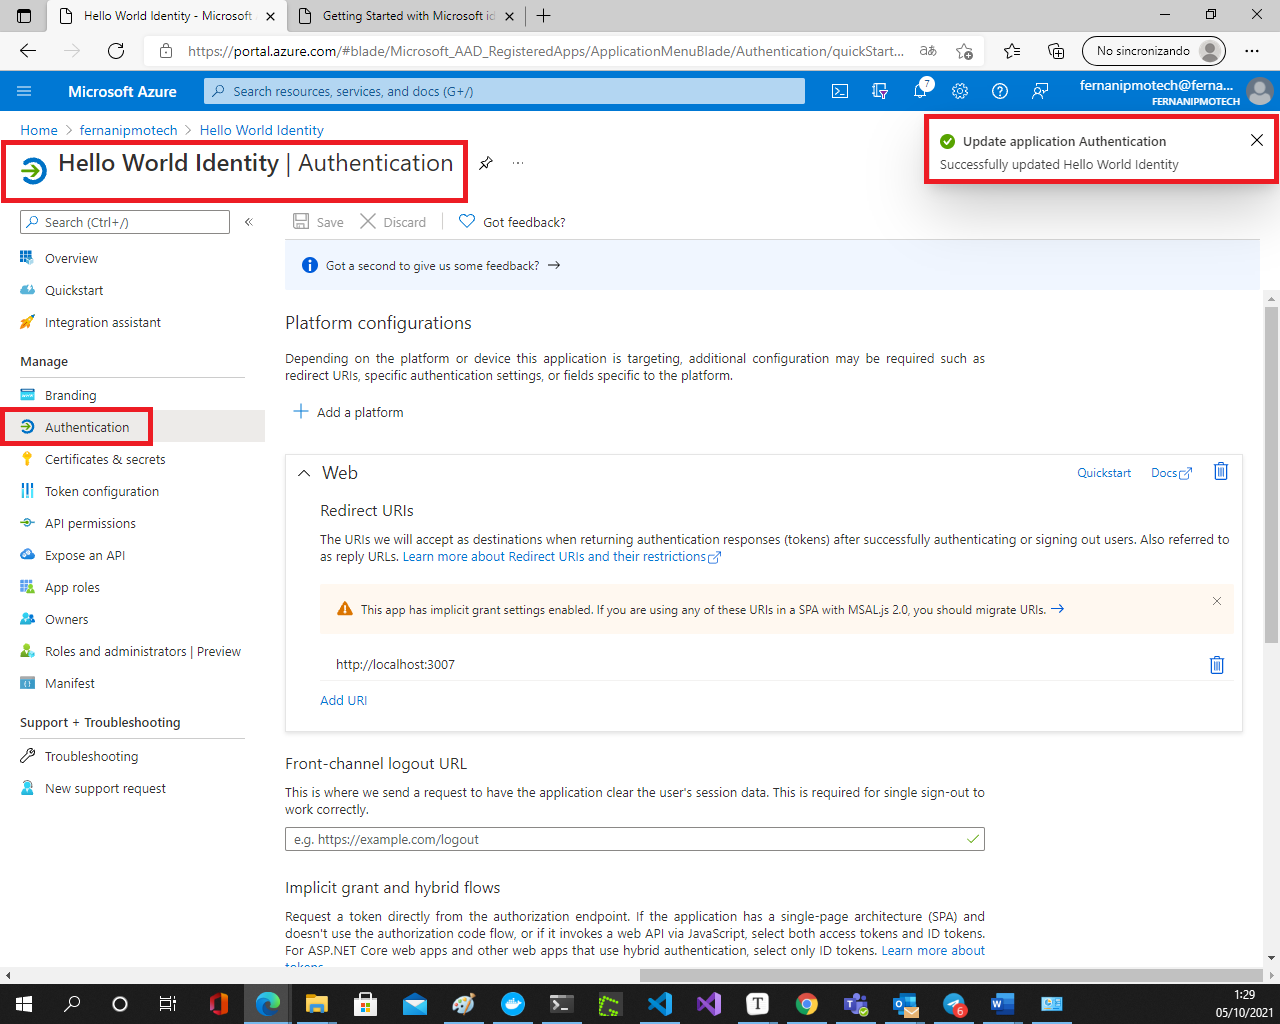 Hello World Identity - Microsoft
Getting Started with Microsoft id
https://portal.azure.com/#blade/Microsoft_AAD_RegisteredApps/ApplicationMenuBlade/Authentication/quickStart...
aあ
No sincronizando
Microsoft Azure
Search resources, services, and docs (G+/)
7
fernanipmotech@ferna...
FERNANIPMOTECH
Home > fernanipmotech > Hello World Identity
Hello World Identity | Authentication
Update application Authentication
Successfully updated Hello World Identity
Search (Ctrl+/)
«
Save
Discard
Got feedback?
Overview
Quickstart
Integration assistant
Manage
Branding
Authentication
Certificates & secrets
Token configuration
API permissions
Expose an API
App roles
Owners
Roles and administrators | Preview
Manifest
Support + Troubleshooting
Troubleshooting
New support request
Got a second to give us some feedback? →
Platform configurations
Depending on the platform or device this application is targeting, additional configuration may be required such as
redirect URIs, specific authentication settings, or fields specific to the platform.
+ Add a platform
Web
Quickstart
Docs
Redirect URIs
The URIs we will accept as destinations when returning authentication responses (tokens) after successfully authenticating or signing out users. Also referred to
as reply URLs. Learn more about Redirect URIs and their restrictions
This app has implicit grant settings enabled. If you are using any of these URIs in a SPA with MSAL.js 2.0, you should migrate URIs. →
http://localhost:3007
Add URI
Front-channel logout URL
This is where we send a request to have the application clear the user's session data. This is required for single sign-out to
work correctly.
e.g. https://example.com/logout
Implicit grant and hybrid flows
Request a token directly from the authorization endpoint. If the application has a single-page architecture (SPA) and
doesn't use the authorization code flow, or if it invokes a web API via JavaScript, select both access tokens and ID tokens.
For ASP.NET Core web apps and other web apps that use hybrid authentication, select only ID tokens. Learn more about
tokens.
6
1:29
05/10/2021